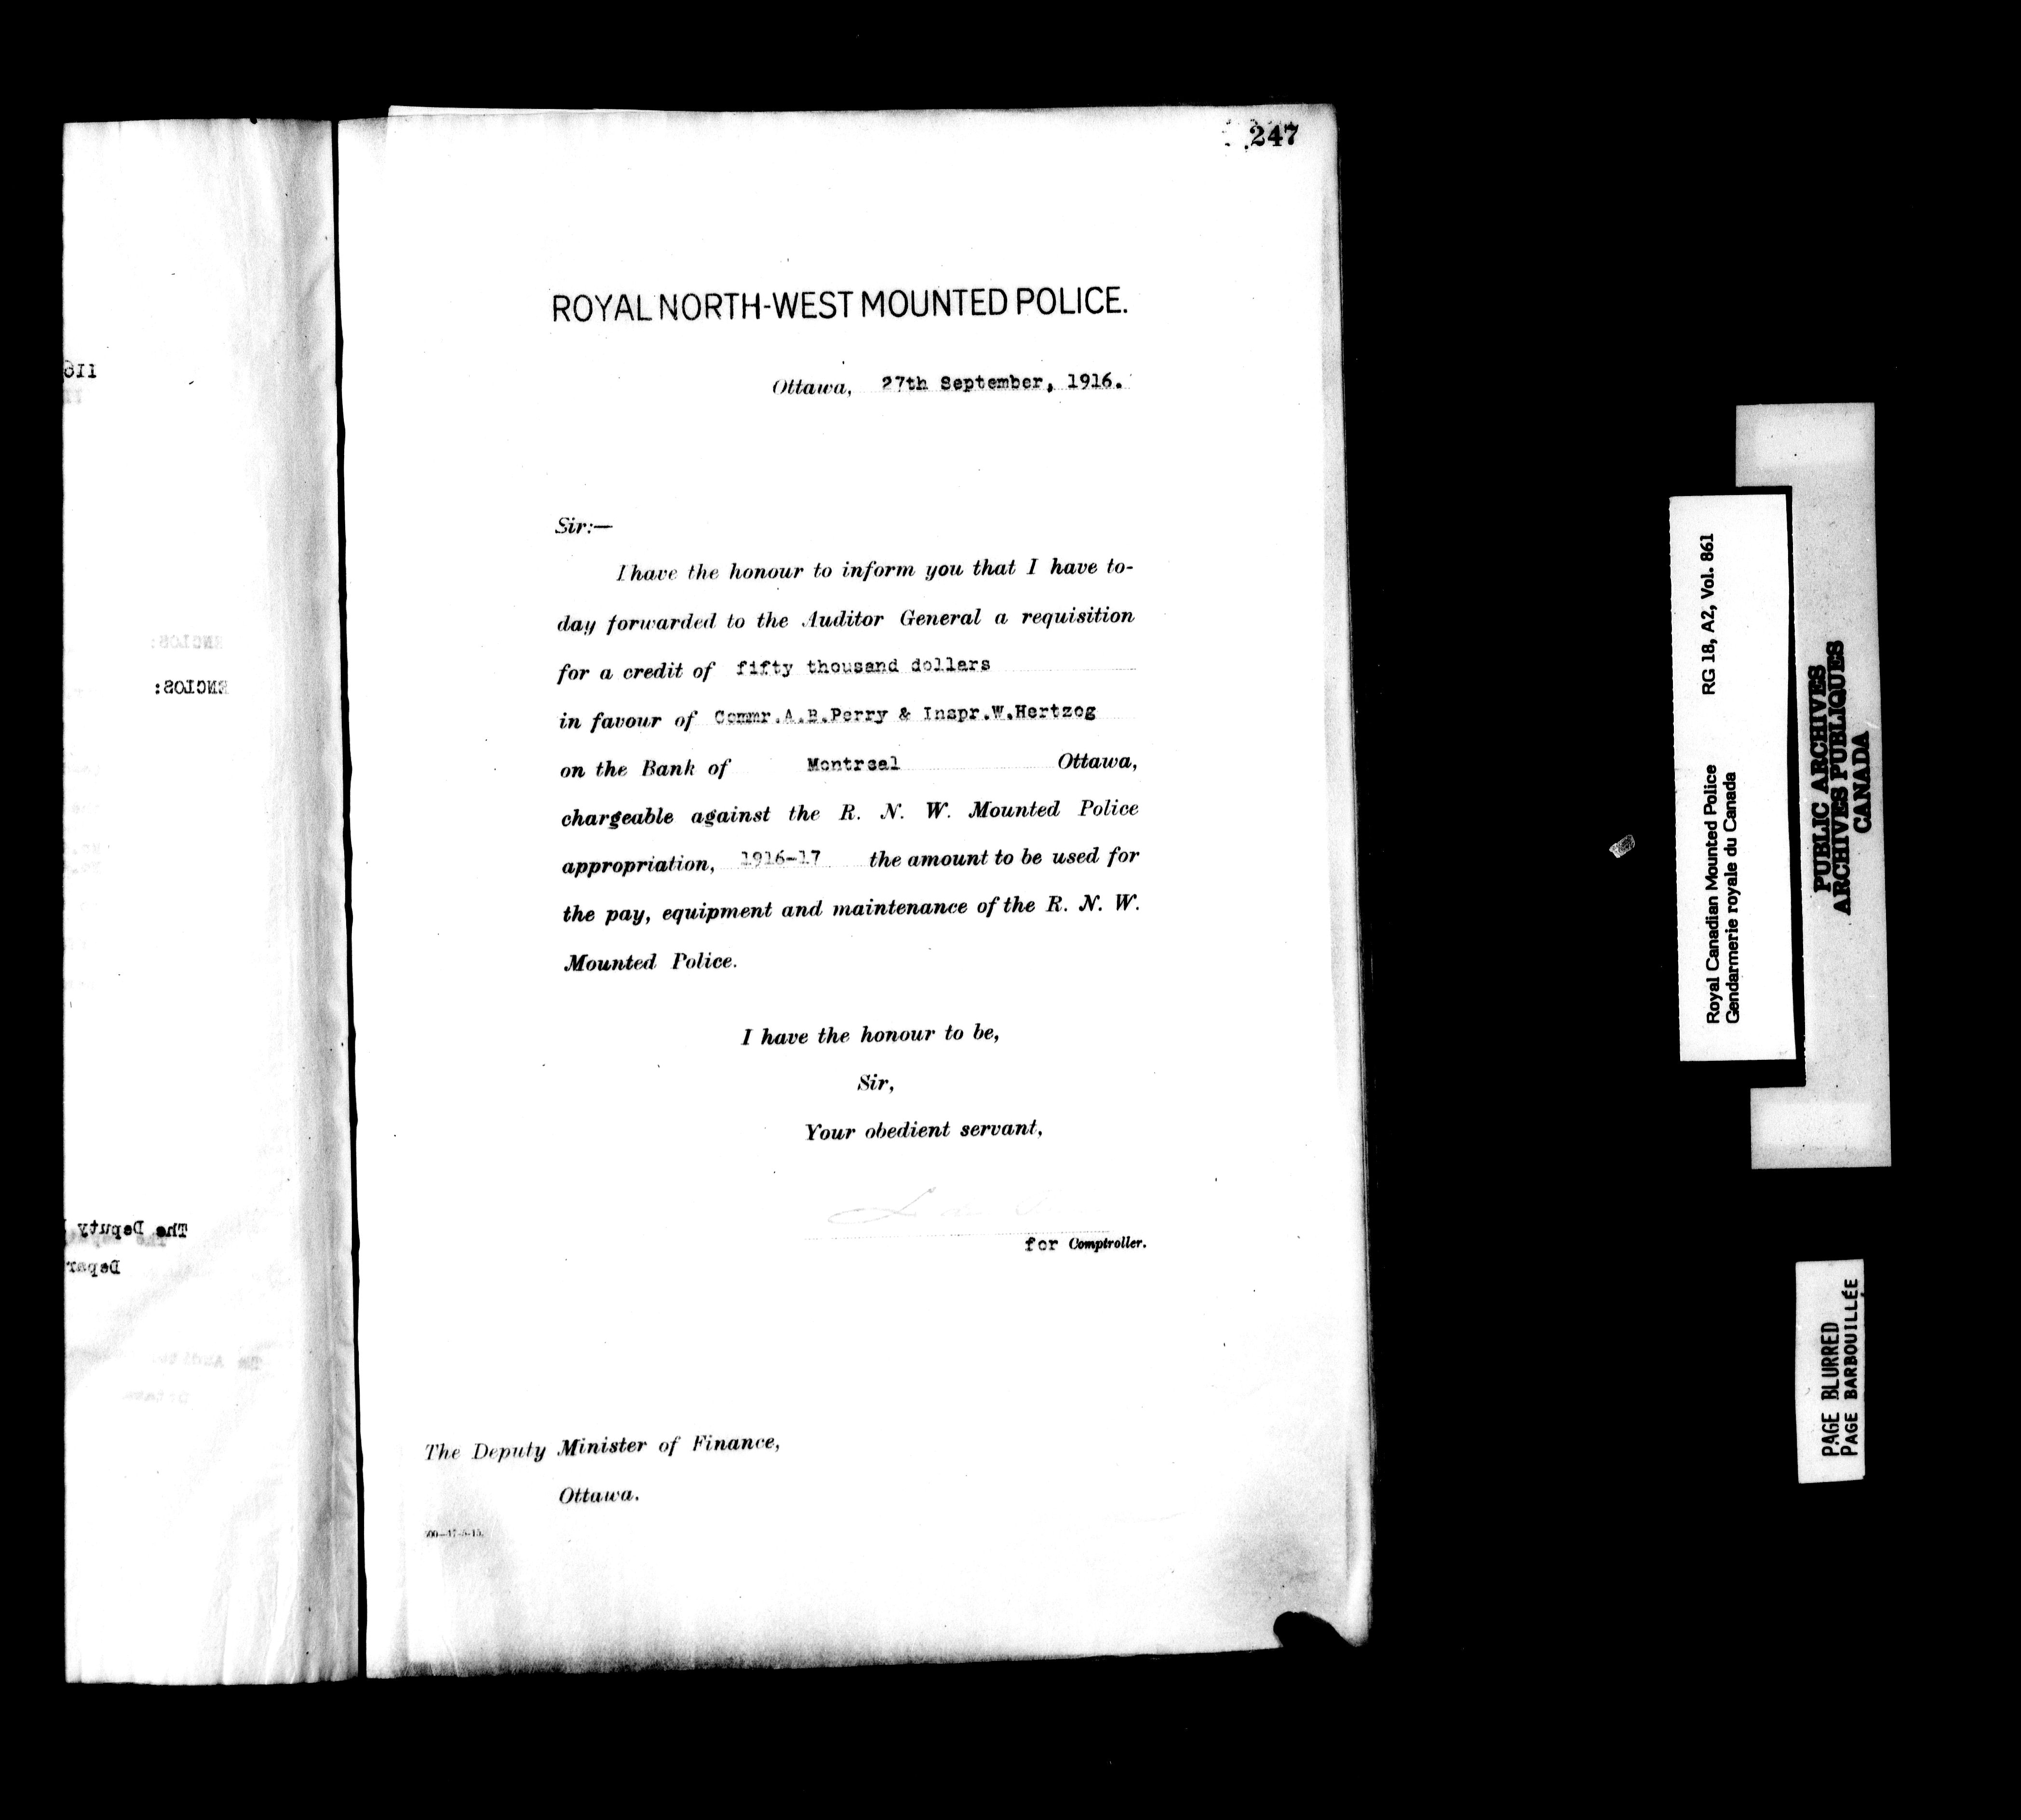 247
ROYAL NORTH-WEST MOUNTED POLICE.
Ottawa, 27th September, 1916.
Sir:—
I have the honour to inform you that I have to-
day forwarded to the Auditor General a requisition
for a credit of fifty thousand dollars
in favour of Commr.A.B.Perry & Inspr.W.Hertzog
on the Bank of Montreal Ottawa,
chargeable against the R. N. W. Mounted Police
appropriation, 1916-17 the amount to be used for
the pay, equipment and maintenance of the R. N. W.
Mounted Police.
I have the honour to be,
Sir,
Your obedient servant,
for Comptroller.
The Deputy Minister of Finance,
Ottawa.
ENCLOS:
The Deputy
Depar
Royal Canadian Mounted Police RG 18, A2, Vol. 861
Gendarmerie royale du Canada
PUBLIC ARCHIVES
ARCHIVES PUBLIQUES
CANADA
PAGE BLURRED
PAGE BARBOUILLÉE